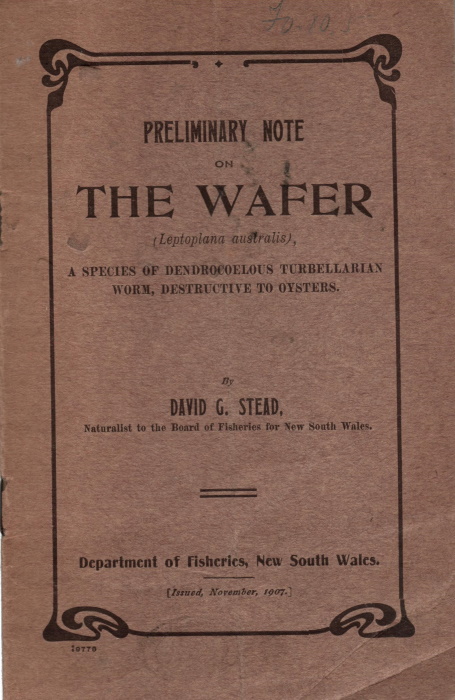 PRELIMINARY NOTE
ON
THE WAFER
(Leptoplana australis),
A SPECIES OF DENDROCOELOUS TURBELLARIAN
WORM, DESTRUCTIVE TO OYSTERS.
By
DAVID G. STEAD,
Naturalist to the Board of Fisheries for New South Wales.
Department of Fisheries, New South Wales.
[Issued, November, 1907.]